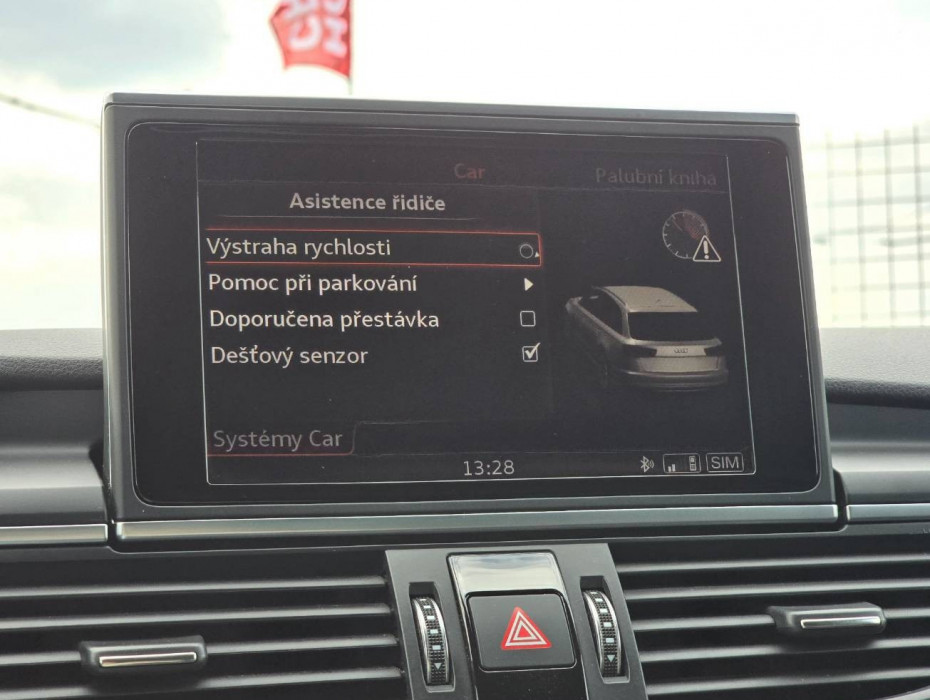 Car
Palubní kniha
Asistence řidiče
Výstraha rychlosti
Pomoc při parkování
Doporučena přestávka
Dešťový senzor
Systémy Car
13:28
SIM